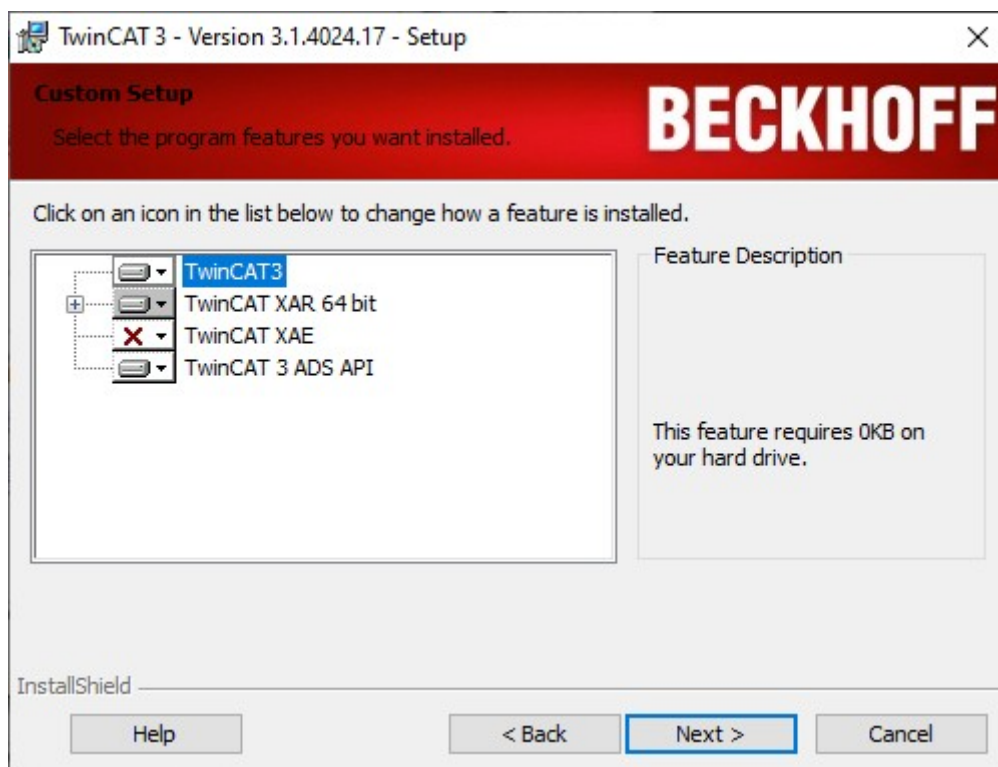 TwinCAT 3 - Version 3.1.4024.17 - Setup
Custom Setup
Select the program features you want installed.
BECKHOFF
Click on an icon in the list below to change how a feature is installed.
TwinCAT3
TwinCAT XAR 64 bit
TwinCAT XAE
TwinCAT 3 ADS API
Feature Description
This feature requires 0KB on
your hard drive.
InstallShield
Help
< Back
Next >
Cancel